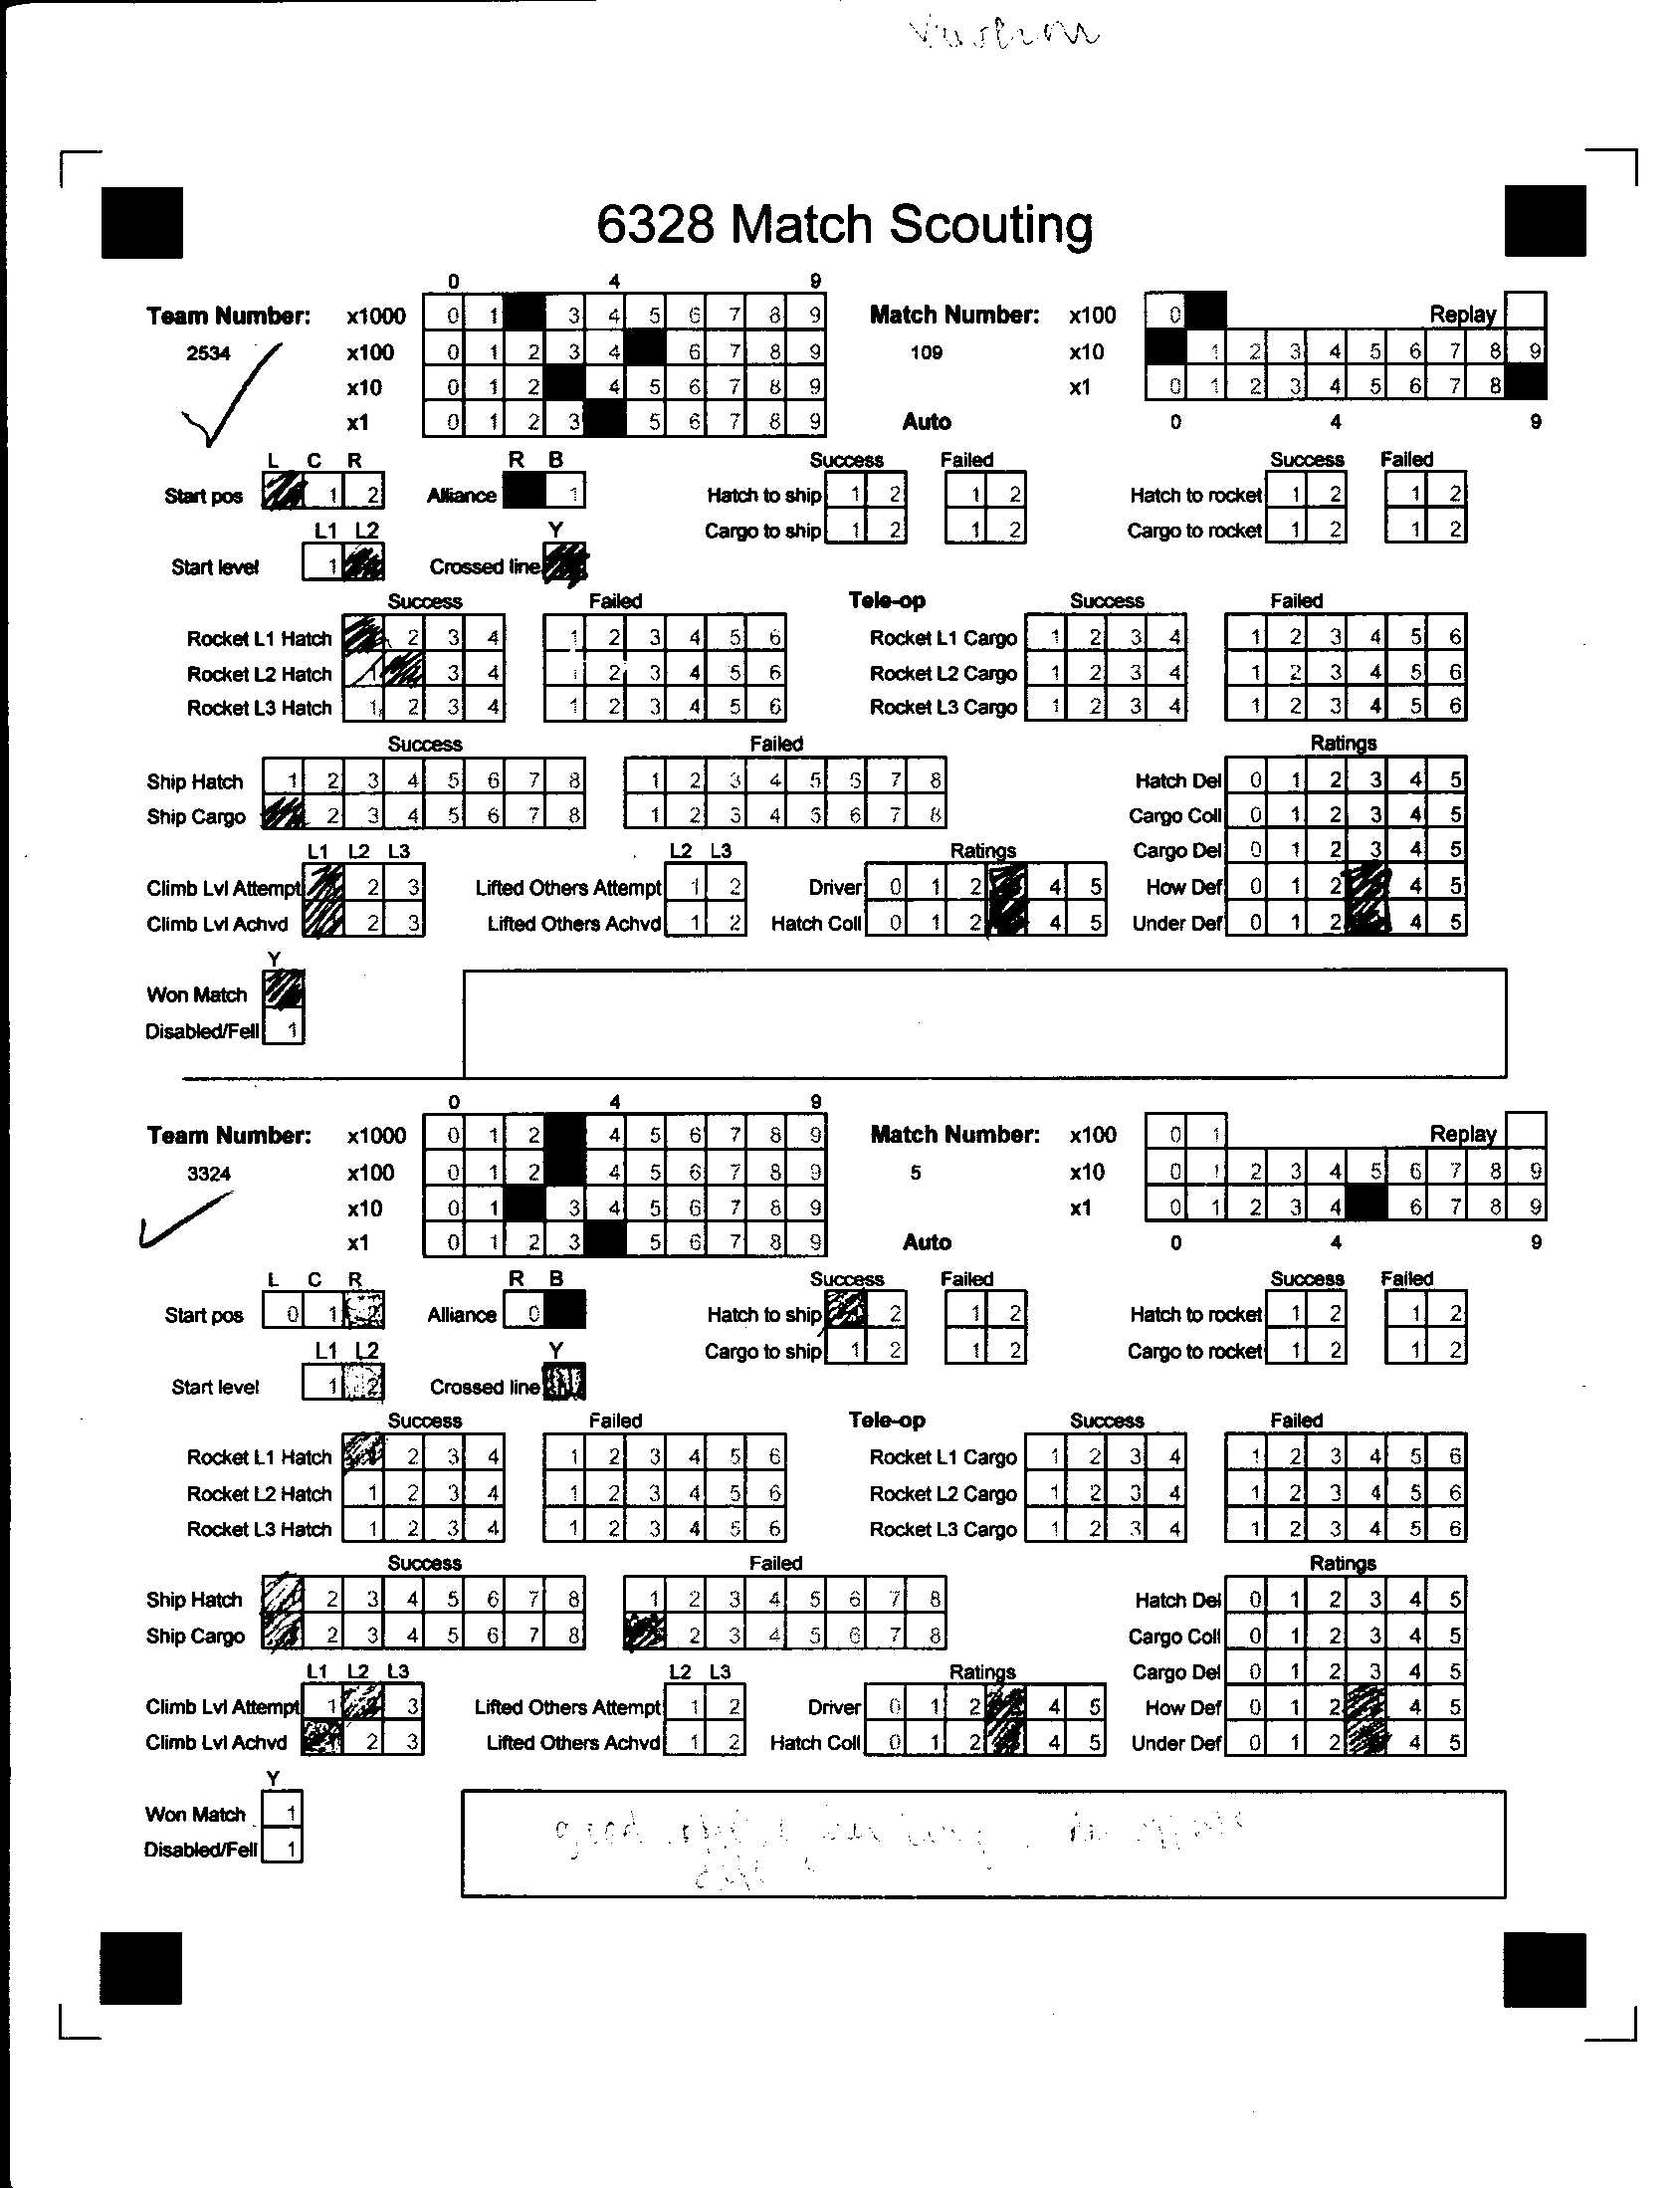 6328 Match Scouting
0 4 9
Team Number: x1000 0 1 3 4 5 6 7 8 9 Match Number: x100 0 Replay
2534 x100 0 1 2 3 4 6 7 8 9 109 x10 1 2 3 4 5 6 7 8 9
x10 0 1 2 4 5 6 7 8 9 x1 0 1 2 3 4 5 6 7 8
x1 0 1 2 3 5 6 7 8 9 Auto 0 4 9
L C R R B Success Failed Success Failed
Start pos 1 2 Alliance 1 Hatch to ship 1 2 1 2 Hatch to rocket 1 2 1 2
L1 L2 Y Cargo to ship 1 2 1 2 Cargo to rocket 1 2 1 2
Start level 1 Crossed line
Success Failed Tele-op Success Failed
Rocket L1 Hatch 2 3 4 1 2 3 4 5 6 Rocket L1 Cargo 1 2 3 4 1 2 3 4 5 6
Rocket L2 Hatch 1 3 4 1 2 3 4 5 6 Rocket L2 Cargo 1 2 3 4 1 2 3 4 5 6
Rocket L3 Hatch 1 2 3 4 1 2 3 4 5 6 Rocket L3 Cargo 1 2 3 4 1 2 3 4 5 6
Success Failed Ratings
Ship Hatch 1 2 3 4 5 6 7 8 1 2 3 4 5 6 7 8 Hatch Del 0 1 2 3 4 5
Ship Cargo 2 3 4 5 6 7 8 1 2 3 4 5 6 7 8 Cargo Coll 0 1 2 3 4 5
L1 L2 L3 L2 L3 Ratings Cargo Del 0 1 2 3 4 5
Climb Lvl Attempt 2 3 Lifted Others Attempt 1 2 Driver 0 1 2 4 5 How Def 0 1 2 4 5
Climb Lvl Achvd 2 3 Lifted Others Achvd 1 2 Hatch Coll 0 1 2 4 5 Under Def 0 1 2 4 5
Y
Won Match
Disabled/Fell 1
0 4 9
Team Number: x1000 0 1 2 4 5 6 7 8 9 Match Number: x100 0 1 Replay
3324 x100 0 1 2 4 5 6 7 8 9 5 x10 0 1 2 3 4 5 6 7 8 9
x10 0 1 3 4 5 6 7 8 9 x1 0 1 2 3 4 6 7 8 9
x1 0 1 2 3 5 6 7 8 9 Auto 0 4 9
L C R R B Success Failed Success Failed
Start pos 0 1 2 Alliance 0 Hatch to ship 2 1 2 Hatch to rocket 1 2 1 2
L1 L2 Y Cargo to ship 1 2 1 2 Cargo to rocket 1 2 1 2
Start level 1 2 Crossed line
Success Failed Tele-op Success Failed
Rocket L1 Hatch 2 3 4 1 2 3 4 5 6 Rocket L1 Cargo 1 2 3 4 1 2 3 4 5 6
Rocket L2 Hatch 1 2 3 4 1 2 3 4 5 6 Rocket L2 Cargo 1 2 3 4 1 2 3 4 5 6
Rocket L3 Hatch 1 2 3 4 1 2 3 4 5 6 Rocket L3 Cargo 1 2 3 4 1 2 3 4 5 6
Success Failed Ratings
Ship Hatch 2 3 4 5 6 7 8 1 2 3 4 5 6 7 8 Hatch Del 0 1 2 3 4 5
Ship Cargo 2 3 4 5 6 7 8 2 3 4 5 6 7 8 Cargo Coll 0 1 2 3 4 5
L1 L2 L3 L2 L3 Ratings Cargo Del 0 1 2 3 4 5
Climb Lvl Attempt 1 3 Lifted Others Attempt 1 2 Driver 0 1 2 4 5 How Def 0 1 2 4 5
Climb Lvl Achvd 2 3 Lifted Others Achvd 1 2 Hatch Coll 0 1 2 4 5 Under Def 0 1 2 4 5
Y
Won Match 1
Disabled/Fell 1
good